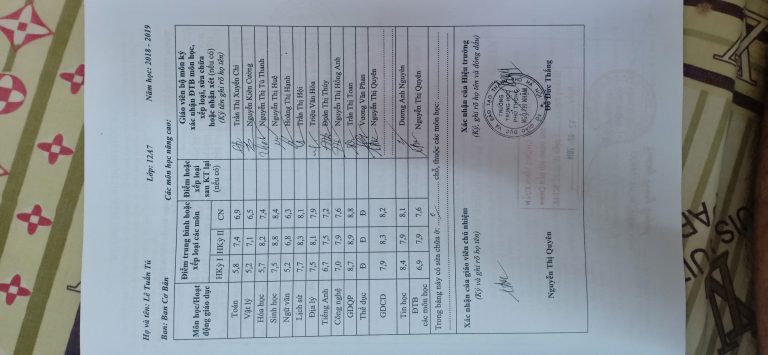 Họ và tên: Lê Tuấn Tú Lớp: 12A7 Năm học: 2018 - 2019
Ban: Ban Cơ Bản Các môn học nâng cao:
Môn học/Hoạt động giáo dục | Điểm trung bình hoặc xếp loại các môn | Điểm hoặc xếp loại sau KT lại (nếu có) | Giáo viên bộ môn ký xác nhận ĐTB môn học, xếp loại, sửa chữa hoặc nhận xét (nếu có) (Ký tên ghi rõ họ tên)
HKỳ I | HKỳ II | CN
Toán 5,8 7,4 6,9 Trần Thị Xuyến Chi
Vật lý 5,2 7,1 6,5 Nguyễn Kiên Cường
Hóa học 5,7 8,2 7,4 Nguyễn Thị Tú Thanh
Sinh học 7,5 8,8 8,4 Nguyễn Thị Huê
Ngữ văn 5,2 6,8 6,3 Hoàng Thị Hạnh
Lịch sử 7,7 8,3 8,1 Trần Thị Hội
Địa lý 7,5 8,1 7,9 Triệu Văn Hòa
Tiếng Anh 6,7 7,5 7,2 Đoàn Thị Thủy
Công nghệ 7,0 7,9 7,6 Nguyễn Thị Hồng Anh
GDQP 8,7 8,9 8,8 Trần Thị Toan
Thể dục Đ Đ Đ Vương Văn Phan
GDCD 7,9 8,3 8,2 Nguyễn Thị Quyên
Tin học 8,4 7,9 8,1 Dương Anh Nguyên
ĐTB các môn học 6,9 7,9 7,6 Nguyễn Thị Quyên
Trong bảng này có sửa chữa ở: chỗ, thuộc các môn học:
Xác nhận của giáo viên chủ nhiệm
(Ký và ghi rõ họ tên)
Nguyễn Thị Quyên
Xác nhận của Hiệu trưởng
(Ký, ghi rõ họ tên và đóng dấu)
TRƯỜNG
TRUNG HỌC
PHỔ THÔNG
Đỗ Đức Thắng